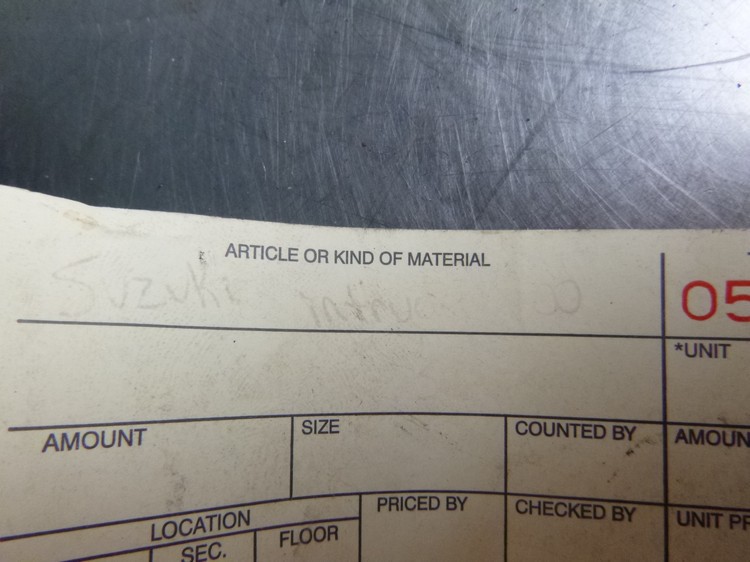 ARTICLE OR KIND OF MATERIAL
Suzuki
05
*UNIT
AMOUNT SIZE COUNTED BY AMOUN
LOCATION PRICED BY CHECKED BY UNIT PR
SEC. FLOOR